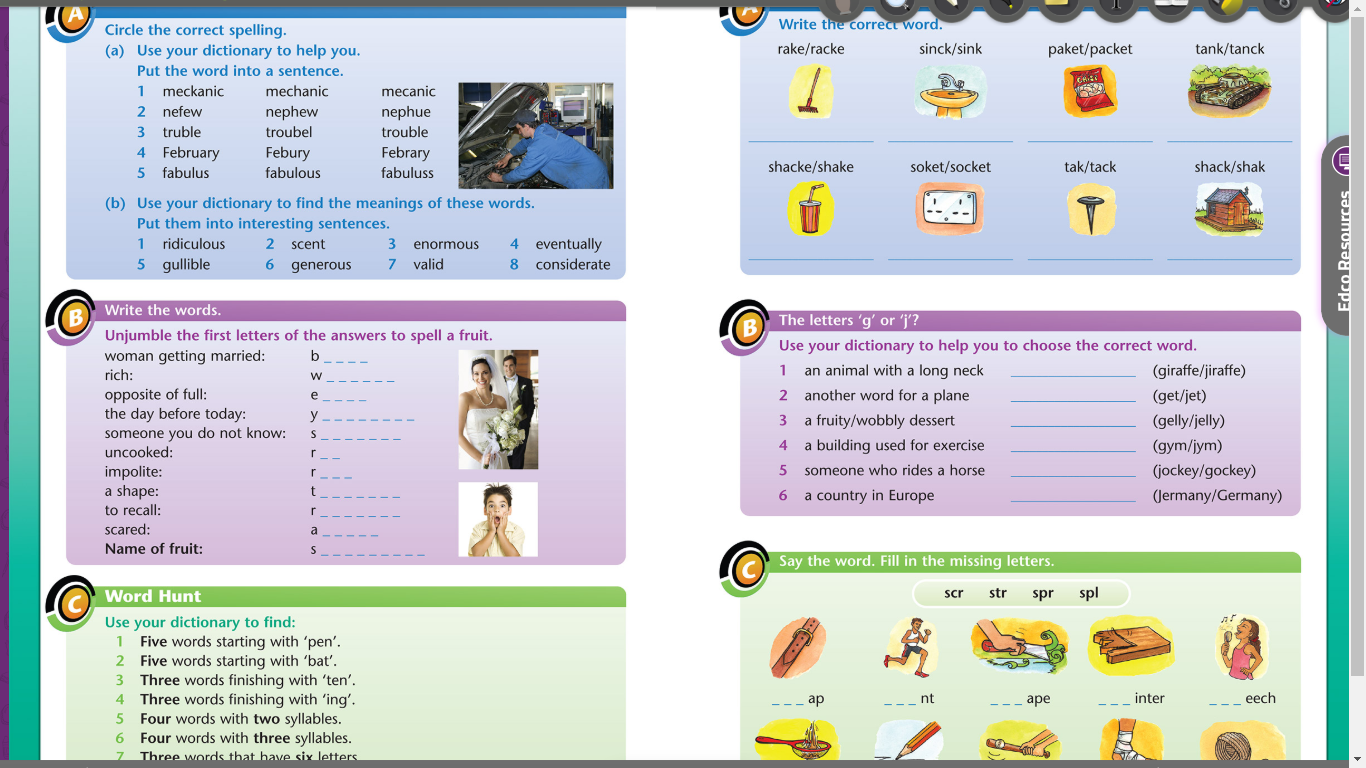 A
Circle the correct spelling.
(a) Use your dictionary to help you.
Put the word into a sentence.
1 meckanic mechanic mecanic
2 nefew nephew nephue
3 truble troubel trouble
4 February Febury Febrary
5 fabulus fabulous fabuluss
(b) Use your dictionary to find the meanings of these words.
Put them into interesting sentences.
1 ridiculous 2 scent 3 enormous 4 eventually
5 gullible 6 generous 7 valid 8 considerate
B
Write the words.
Unjumble the first letters of the answers to spell a fruit.
woman getting married: b _ _ _ _
rich: w _ _ _ _ _ _
opposite of full: e _ _ _ _
the day before today: y _ _ _ _ _ _ _ _
someone you do not know: s _ _ _ _ _ _ _
uncooked: r _ _
impolite: r _ _ _
a shape: t _ _ _ _ _ _ _
to recall: r _ _ _ _ _ _ _
scared: a _ _ _ _ _
Name of fruit: s _ _ _ _ _ _ _ _ _
C
Word Hunt
Use your dictionary to find:
1 Five words starting with ‘pen’.
2 Five words starting with ‘bat’.
3 Three words finishing with ‘ten’.
4 Three words finishing with ‘ing’.
5 Four words with two syllables.
6 Four words with three syllables.
7 Three words that have six letters
A
Write the correct word.
rake/racke sinck/sink paket/packet tank/tanck
shacke/shake soket/socket tak/tack shack/shak
B
The letters ‘g’ or ‘j’?
Use your dictionary to help you to choose the correct word.
1 an animal with a long neck (giraffe/jiraffe)
2 another word for a plane (get/jet)
3 a fruity/wobbly dessert (gelly/jelly)
4 a building used for exercise (gym/jym)
5 someone who rides a horse (jockey/gockey)
6 a country in Europe (Jermany/Germany)
C
Say the word. Fill in the missing letters.
scr str spr spl
_ _ _ ap _ _ _ nt _ _ _ ape _ _ _ inter _ _ _ eech
Edco Resources